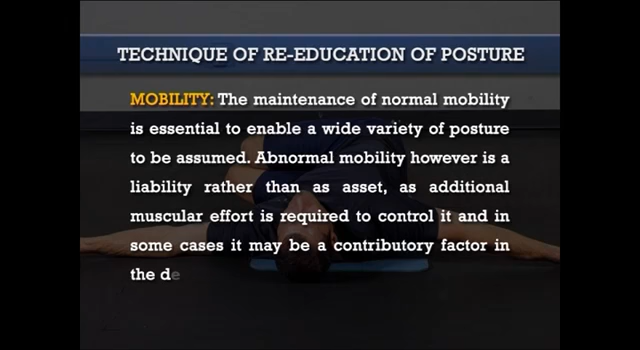 TECHNIQUE OF RE-EDUCATION OF POSTURE
MOBILITY: The maintenance of normal mobility
is essential to enable a wide variety of posture
to be assumed. Abnormal mobility however is a
liability rather than as asset, as additional
muscular effort is required to control it and in
some cases it may be a contributory factor in
the de